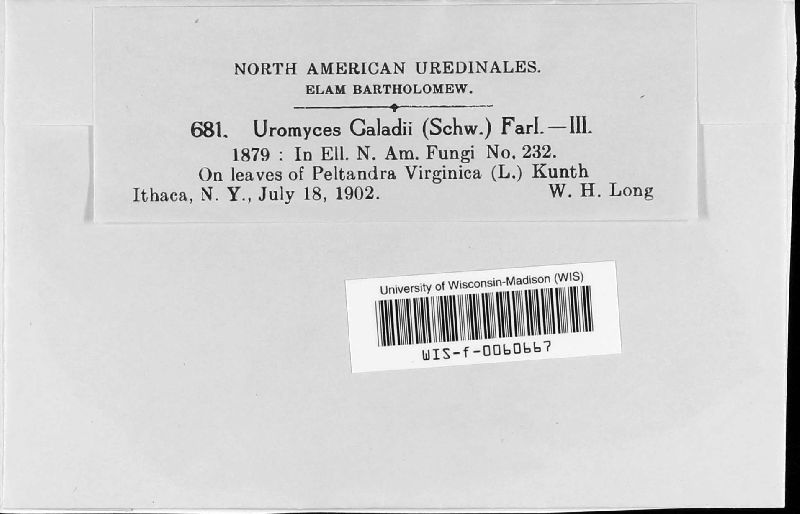 NORTH AMERICAN UREDINALES.
ELAM BARTHOLOMEW.
681. Uromyces Caladii (Schw.) Farl.—III.
1879 : In Ell. N. Am. Fungi No. 232.
On leaves of Peltandra Virginica (L.) Kunth
Ithaca, N. Y., July 18, 1902. W. H. Long
University of Wisconsin-Madison (WIS)
WIS-f-0060667